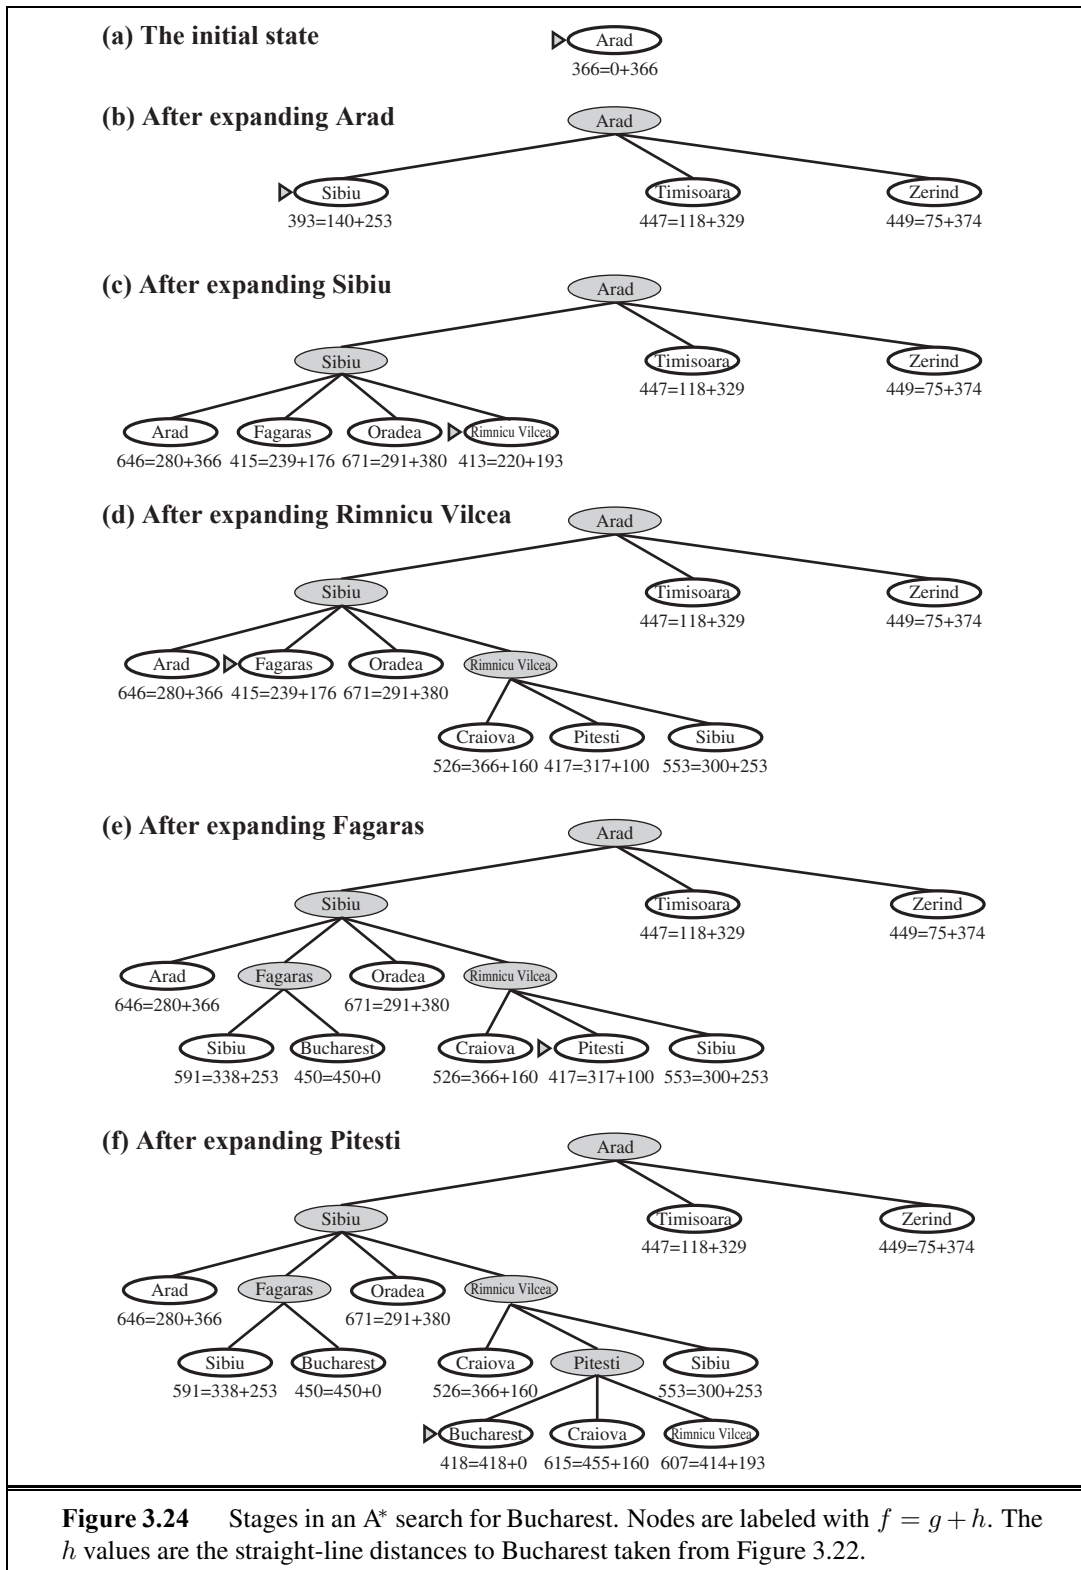 (a) The initial state
Arad
366=0+366
(b) After expanding Arad
Arad
Sibiu Timisoara Zerind
393=140+253 447=118+329 449=75+374
(c) After expanding Sibiu
Arad
Sibiu Timisoara Zerind
447=118+329 449=75+374
Arad Fagaras Oradea Rimnicu Vilcea
646=280+366 415=239+176 671=291+380 413=220+193
(d) After expanding Rimnicu Vilcea
Arad
Sibiu Timisoara Zerind
447=118+329 449=75+374
Arad Fagaras Oradea Rimnicu Vilcea
646=280+366 415=239+176 671=291+380
Craiova Pitesti Sibiu
526=366+160 417=317+100 553=300+253
(e) After expanding Fagaras
Arad
Sibiu Timisoara Zerind
447=118+329 449=75+374
Arad Fagaras Oradea Rimnicu Vilcea
646=280+366 671=291+380
Sibiu Bucharest Craiova Pitesti Sibiu
591=338+253 450=450+0 526=366+160 417=317+100 553=300+253
(f) After expanding Pitesti
Arad
Sibiu Timisoara Zerind
447=118+329 449=75+374
Arad Fagaras Oradea Rimnicu Vilcea
646=280+366 671=291+380
Sibiu Bucharest Craiova Pitesti Sibiu
591=338+253 450=450+0 526=366+160 553=300+253
Bucharest Craiova Rimnicu Vilcea
418=418+0 615=455+160 607=414+193
Figure 3.24 Stages in an A* search for Bucharest. Nodes are labeled with f = g + h. The
h values are the straight-line distances to Bucharest taken from Figure 3.22.